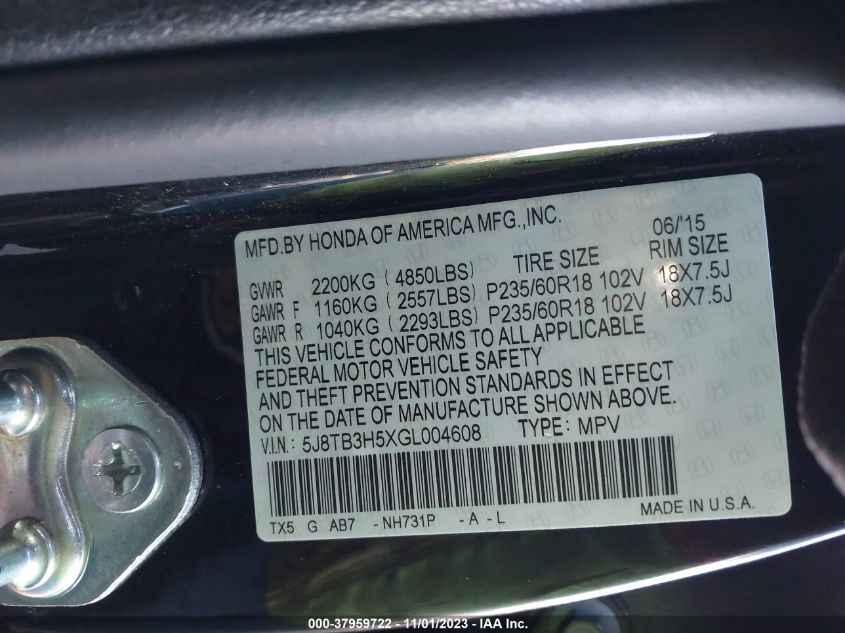 MFD.BY HONDA OF AMERICA MFG.,INC. 06/'15
TIRE SIZE RIM SIZE
GVWR 2200KG (4850LBS)
GAWR F 1160KG (2557LBS) P235/60R18 102V 18X7.5J
GAWR R 1040KG (2293LBS) P235/60R18 102V 18X7.5J
THIS VEHICLE CONFORMS TO ALL APPLICABLE
FEDERAL MOTOR VEHICLE SAFETY
AND THEFT PREVENTION STANDARDS IN EFFECT
ON THE DATE OF MANUFACTURE SHOWN ABOVE.
V.I.N.: 5J8TB3H5XGL004608 TYPE: MPV
TX5 G AB7 -NH731P -A-L MADE IN U.S.A.
000-37959722 - 11/01/2023 - IAA Inc.